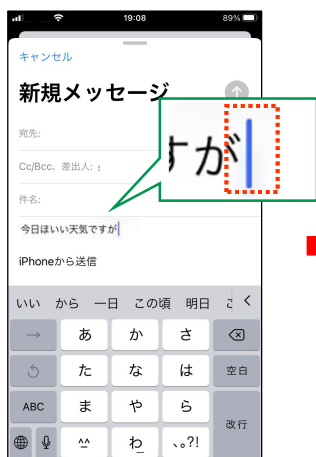 19:08 89%
キャンセル
新規メッセージ
宛先:
Cc/Bcc、差出人:
件名:
今日ほいい天気ですが
すが
iPhoneから送信
いい から 一日 この頃 明日
→ あ か さ
た な は 空白
ABC ま や ら
^^ わ 、。?! 改行